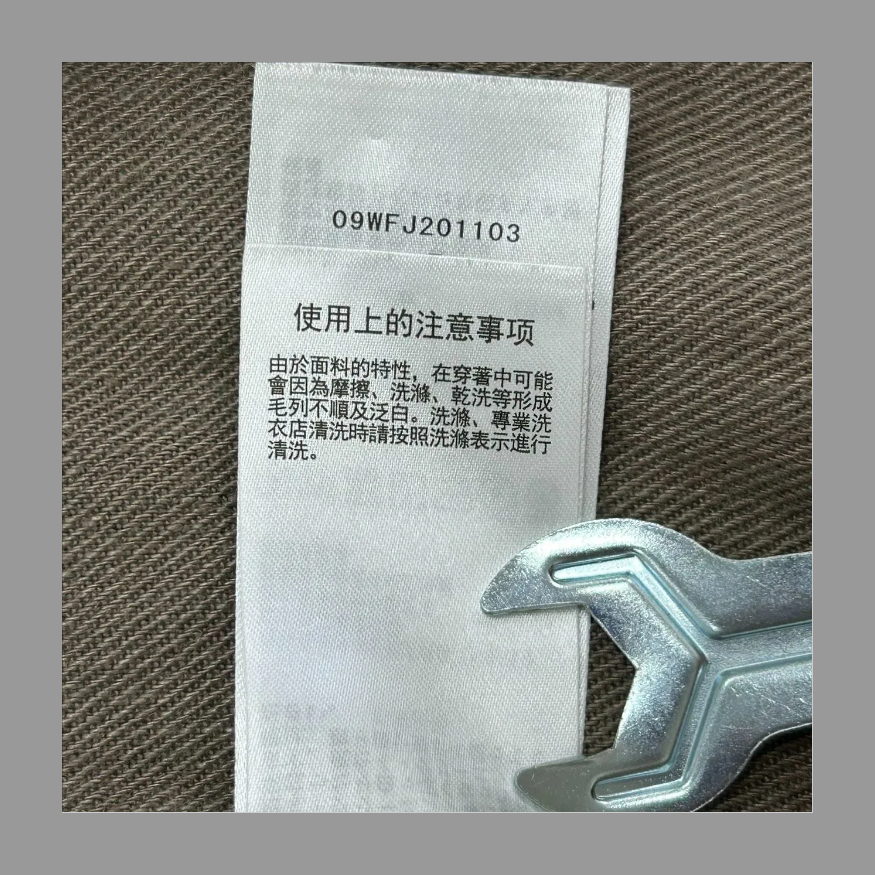 09WFJ201103
使用上的注意事项
由於面料的特性，在穿著中可能
會因為摩擦、洗滌、乾洗等形成
毛列不順及泛白。洗滌、專業洗
衣店清洗時請按照洗滌表示進行
清洗。